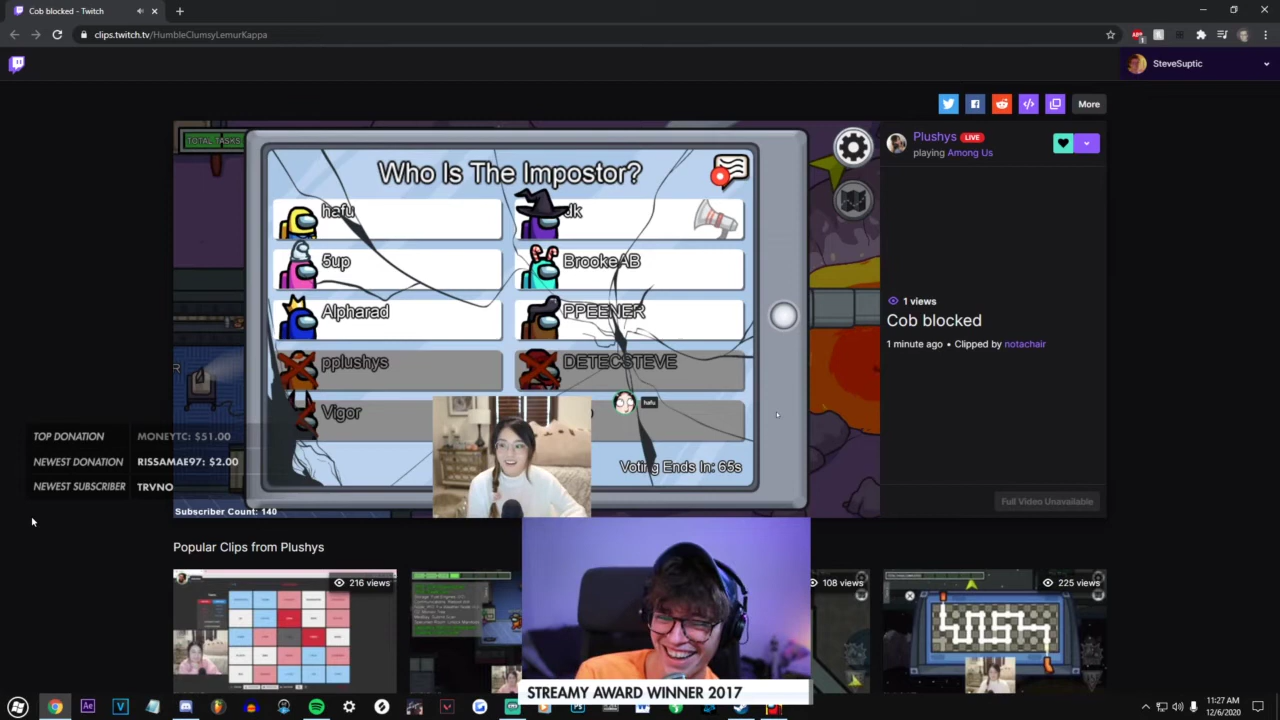 Cob blocked - Twitch
clips.twitch.tv/HumbleClumsyLemurKappa
SteveSuptic
More
TOTAL TASKS
Who Is The Impostor?
Plushys LIVE
playing Among Us
hafu
dk
5up
BrookeAB
Alpharad
PPEENER
1 views
Cob blocked
1 minute ago • Clipped by notachair
pplushys
DETECSTEVE
hafu
Vigor
TOP DONATION MONEYTC: $51.00
NEWEST DONATION RISSAMAE97: $2.00
NEWEST SUBSCRIBER TRVNO
Voting Ends In: 65s
Full Video Unavailable
Subscriber Count: 140
Popular Clips from Plushys
216 views
108 views
225 views
STREAMY AWARD WINNER 2017
11:27 AM
12/6/2020